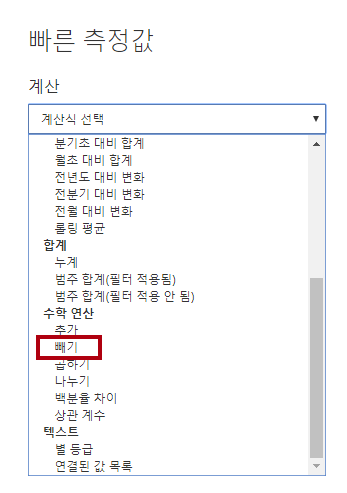 빠른 측정값
계산
계산식 선택
분기초 대비 합계
월초 대비 합계
전년도 대비 변화
전분기 대비 변화
전월 대비 변화
롤링 평균
합계
누계
범주 합계(필터 적용됨)
범주 합계(필터 적용 안 됨)
수학 연산
추가
빼기
곱하기
나누기
백분율 차이
상관 계수
텍스트
별 등급
연결된 값 목록